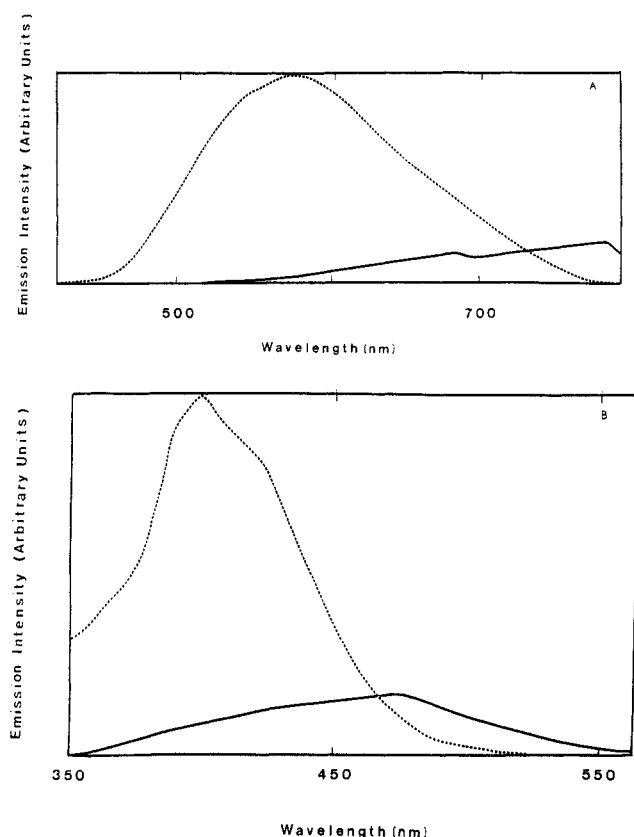 Emission Intensity (Arbitrary Units)
A
500 700
Wavelength (nm)
Emission Intensity (Arbitrary Units)
B
350 450 550
Wavelength (nm)